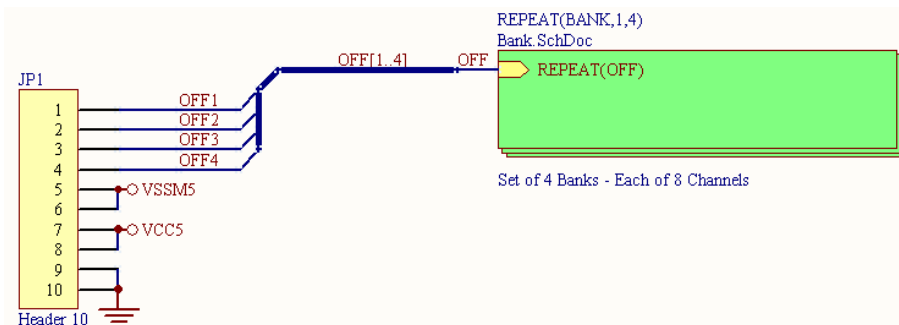 REPEAT(BANK,1,4)
Bank.SchDoc
OFF[1..4]
OFF
REPEAT(OFF)
JP1
1
OFF1
2
OFF2
3
OFF3
4
OFF4
5
VSSM5
6
7
VCC5
8
9
10
Header 10
Set of 4 Banks - Each of 8 Channels